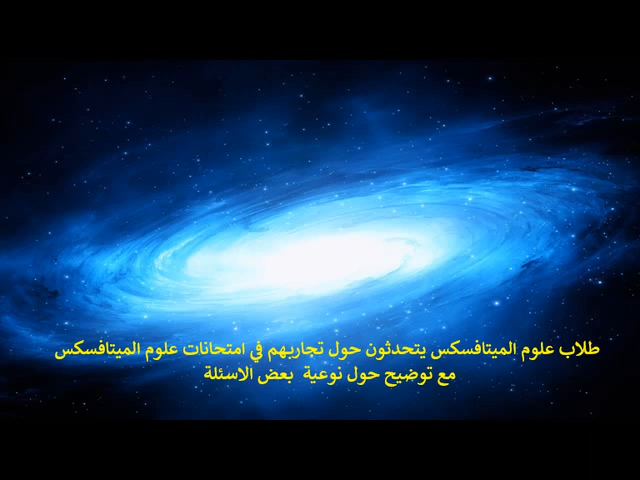 طلاب علوم الميتافسكس يتحدثون حول تجاربهم في امتحانات علوم الميتافسكس
مع توضيح حول نوعية بعض الاسئلة